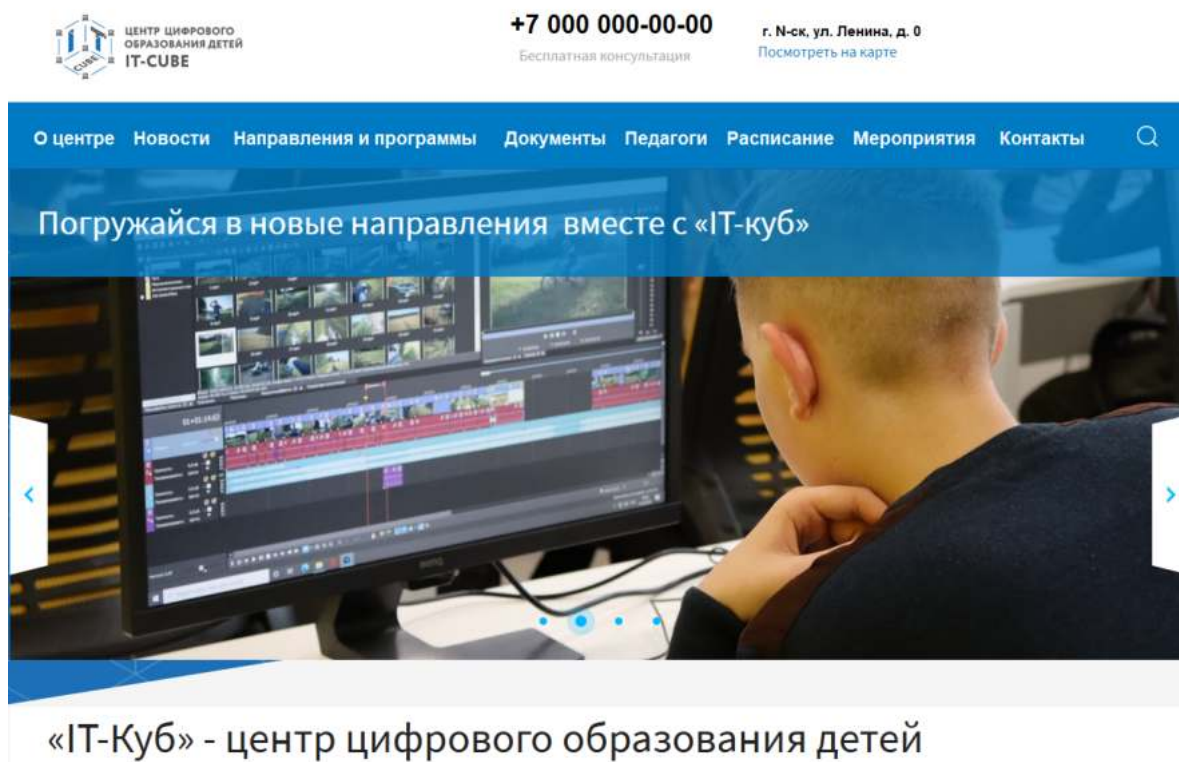 ЦЕНТР ЦИФРОВОГО
ОБРАЗОВАНИЯ ДЕТЕЙ
IT-CUBE
IT
CUBE
+7 000 000-00-00
Бесплатная консультация
г. N-ск, ул. Ленина, д. 0
Посмотреть на карте
О центре Новости Направления и программы Документы Педагоги Расписание Мероприятия Контакты
Погружайся в новые направления вместе с «IT-куб»
«IT-Куб» - центр цифрового образования детей